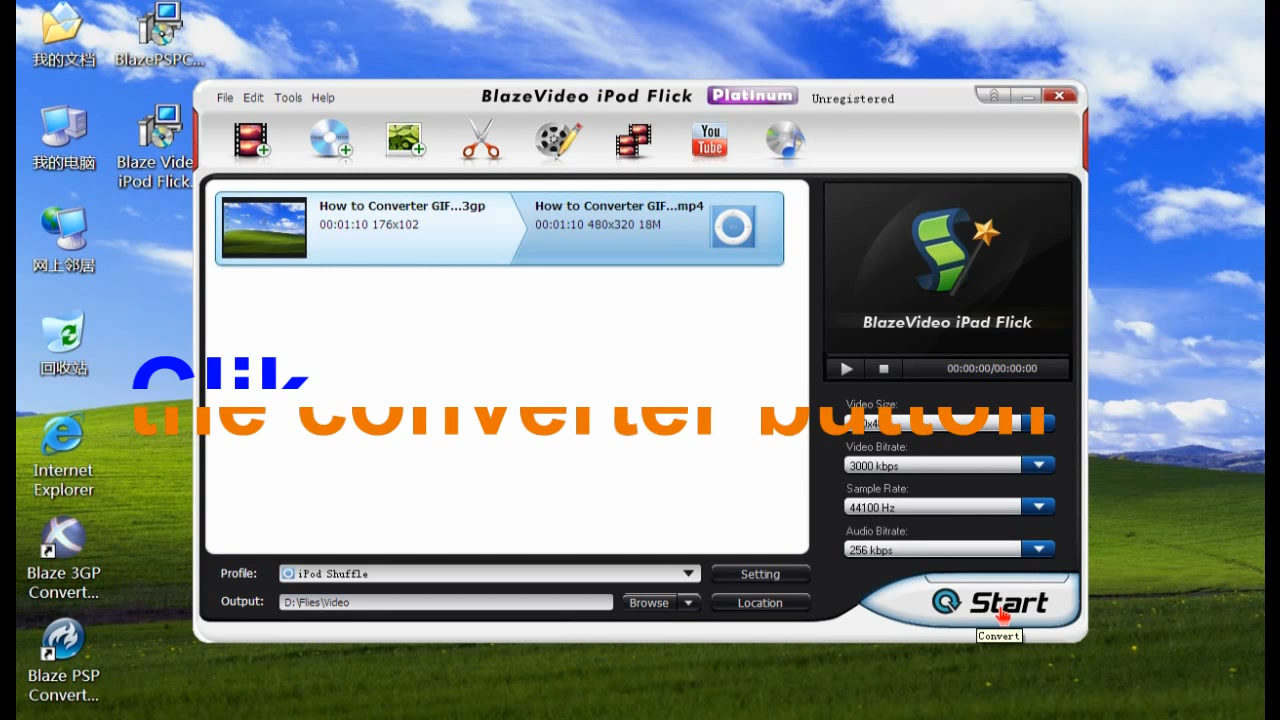 我的文档
BlazePSPC...
我的电脑
Blaze Vide
iPod Flick.
网上邻居
回收站
Internet
Explorer
Blaze 3GP
Convert...
Blaze PSP
Convert...
File Edit Tools Help
BlazeVideo iPod Flick Platinum Unregistered
You
Tube
How to Converter GIF...3gp
00:01:10 176x102
How to Converter GIF...mp4
00:01:10 480x320 18M
BlazeVideo iPad Flick
00:00:00/00:00:00
Clik
the converter button
Video Size:
Video Bitrate:
3000 kbps
Sample Rate:
44100 Hz
Audio Bitrate:
256 kbps
Profile: iPod Shuffle Setting
Output: D:\Flies\Video Browse Location
Start
Convert